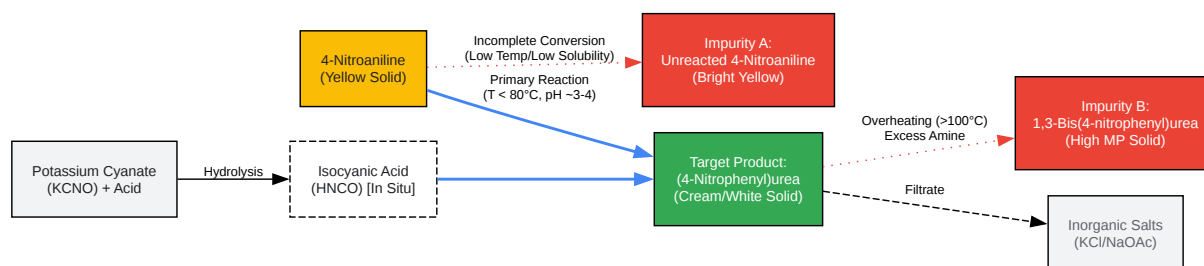 4-Nitroaniline
(Yellow Solid)
Incomplete Conversion
(Low Temp/Low Solubility)
Primary Reaction
(T < 80°C, pH ~3-4)
Impurity A:
Unreacted 4-Nitroaniline
(Bright Yellow)
Potassium Cyanate
(KCNO) + Acid
Hydrolysis
Isocyanic Acid
(HNCO) [In Situ]
Target Product:
(4-Nitrophenyl)urea
(Cream/White Solid)
Overheating (>100°C)
Excess Amine
Impurity B:
1,3-Bis(4-nitrophenyl)urea
(High MP Solid)
Filtrate
Inorganic Salts
(KCl/NaOAc)